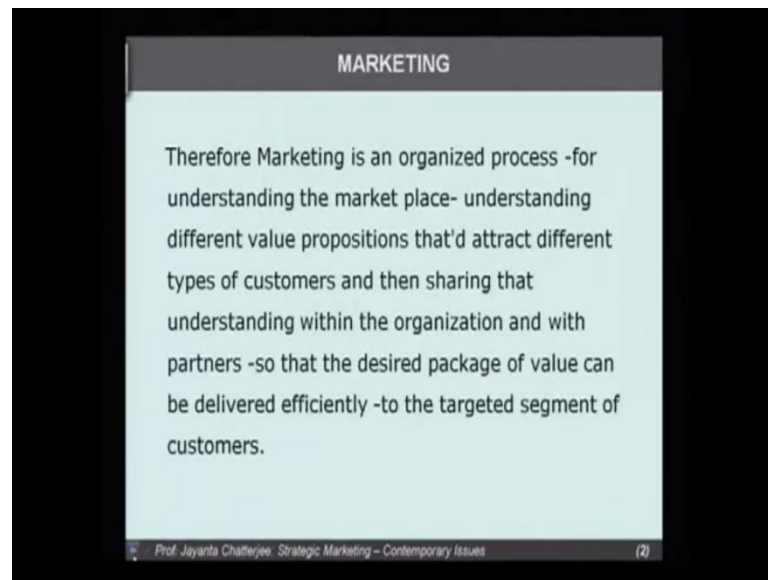 MARKETING
Therefore Marketing is an organized process -for
understanding the market place- understanding
different value propositions that'd attract different
types of customers and then sharing that
understanding within the organization and with
partners -so that the desired package of value can
be delivered efficiently -to the targeted segment of
customers.
Prof. Jayanta Chatterjee: Strategic Marketing – Contemporary Issues (2)